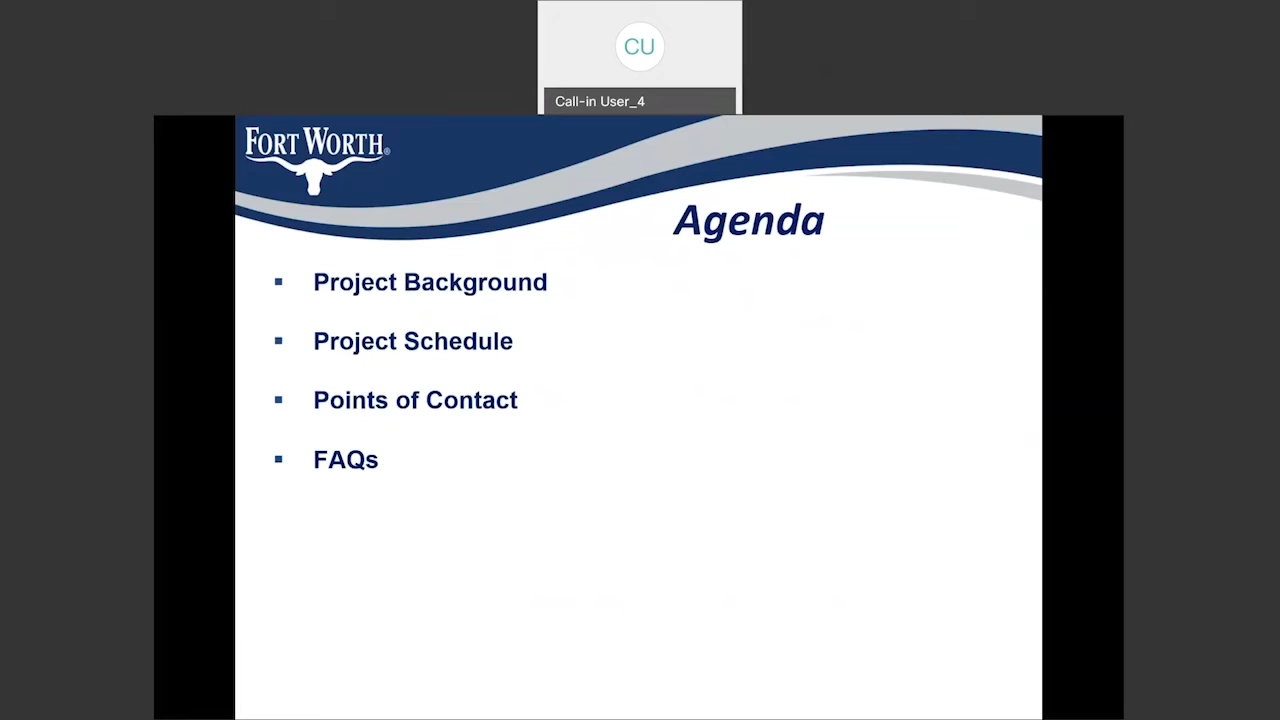 CU
Call-in User_4
FORT WORTH®
Agenda
▪ Project Background
▪ Project Schedule
▪ Points of Contact
▪ FAQs